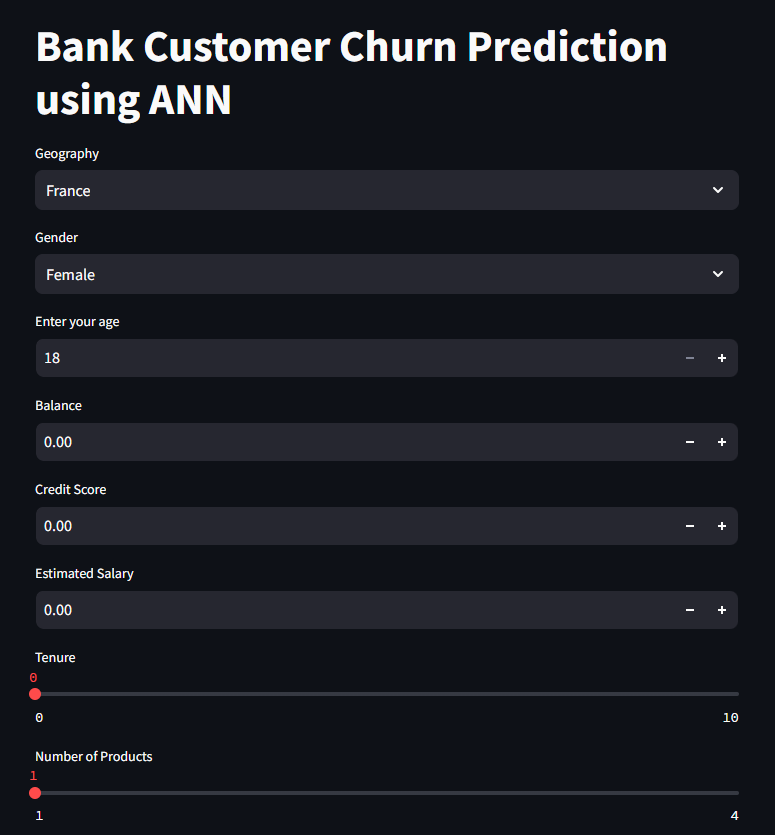 Bank Customer Churn Prediction
using ANN
Geography
France
Gender
Female
Enter your age
18
Balance
0.00
Credit Score
0.00
Estimated Salary
0.00
Tenure
0
0 10
Number of Products
1
1 4